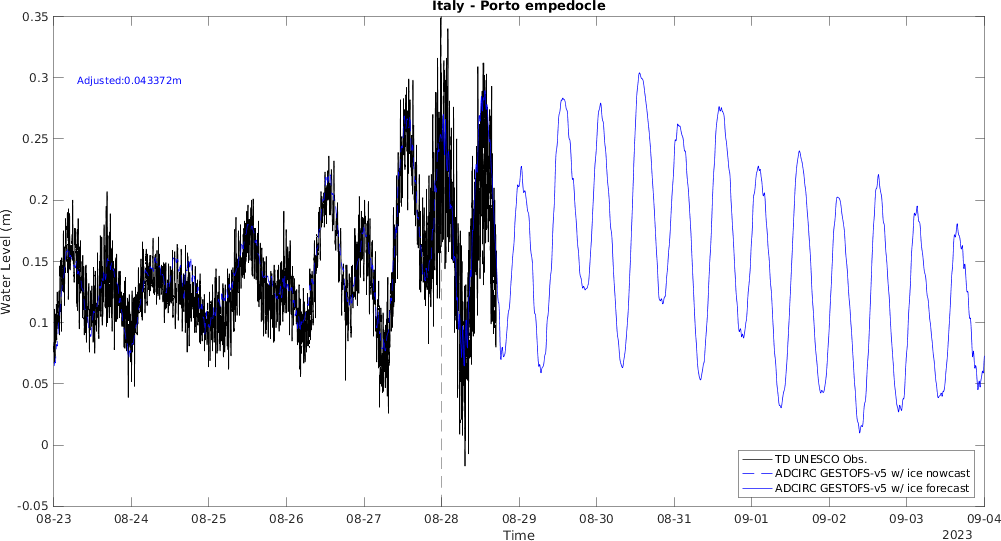 Italy - Porto empedocle
0.35
0.3
0.25
0.2
0.15
0.1
0.05
0
-0.05
Water Level (m)
Adjusted:0.043372m
TD UNESCO Obs.
ADCIRC GESTOFS-v5 w/ ice nowcast
ADCIRC GESTOFS-v5 w/ ice forecast
08-23 08-24 08-25 08-26 08-27 08-28 08-29 08-30 08-31 09-01 09-02 09-03 09-04
Time
2023